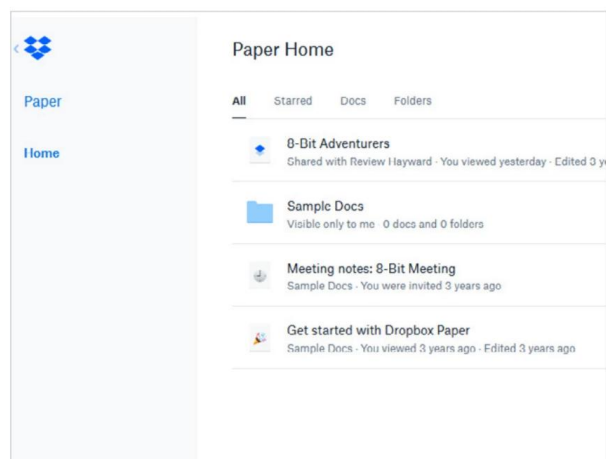 Paper Home
Paper
All Starred Docs Folders
Home
8-Bit Adventurers
Shared with Review Hayward · You viewed yesterday · Edited 3
Sample Docs
Visible only to me · 0 docs and 0 folders
Meeting notes: 8-Bit Meeting
Sample Docs · You were invited 3 years ago
Get started with Dropbox Paper
Sample Docs · You viewed 3 years ago · Edited 3 years ago